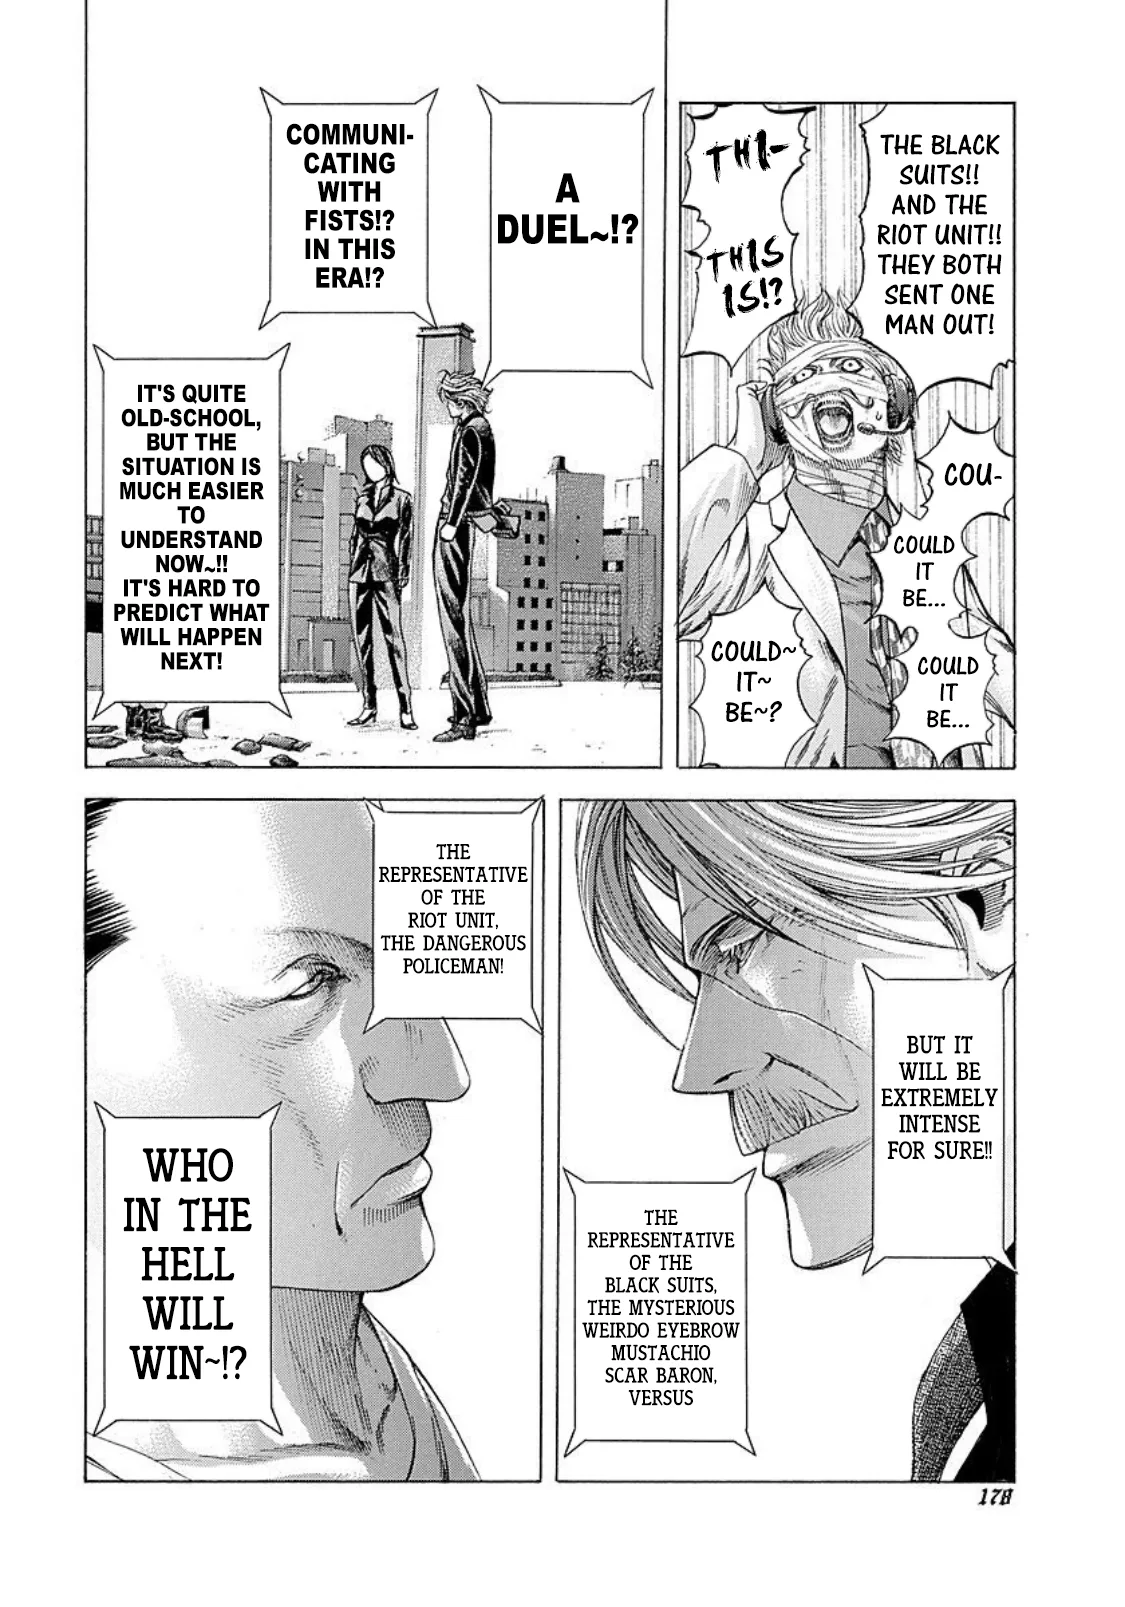 THE BLACK
SUITS!!
AND THE
RIOT UNIT!!
THEY BOTH
SENT ONE
MAN OUT!
TH1-
TH1S
1S!?
COU-
COULD
IT
BE...
COULD
IT
BE...
COULD~
IT~
BE~?
A
DUEL~!?
COMMUNI-
CATING
WITH
FISTS!?
IN THIS
ERA!?
IT'S QUITE
OLD-SCHOOL,
BUT THE
SITUATION IS
MUCH EASIER
TO
UNDERSTAND
NOW~!!
IT'S HARD TO
PREDICT WHAT
WILL HAPPEN
NEXT!
BUT IT
WILL BE
EXTREMELY
INTENSE
FOR SURE!!
THE
REPRESENTATIVE
OF THE
BLACK SUITS,
THE MYSTERIOUS
WEIRDO EYEBROW
MUSTACHIO
SCAR BARON,
VERSUS
THE
REPRESENTATIVE
OF THE
RIOT UNIT,
THE DANGEROUS
POLICEMAN!
WHO
IN THE
HELL
WILL
WIN~!?
178